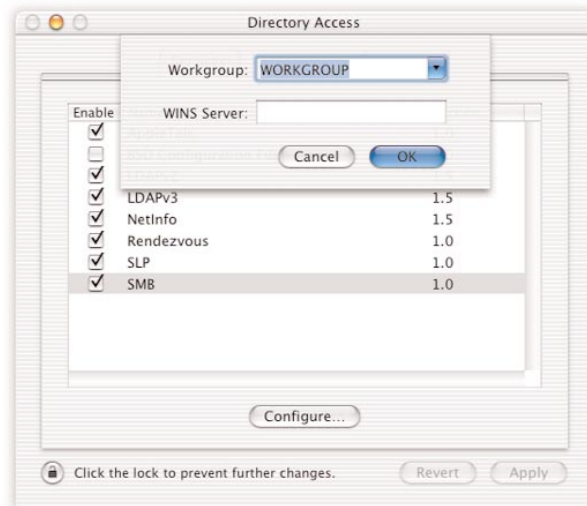 Directory Access
Workgroup: WORKGROUP
WINS Server:
Cancel OK
Enable
LDAPv3 1.5
NetInfo 1.5
Rendezvous 1.0
SLP 1.0
SMB 1.0
Configure...
Click the lock to prevent further changes.
Revert Apply